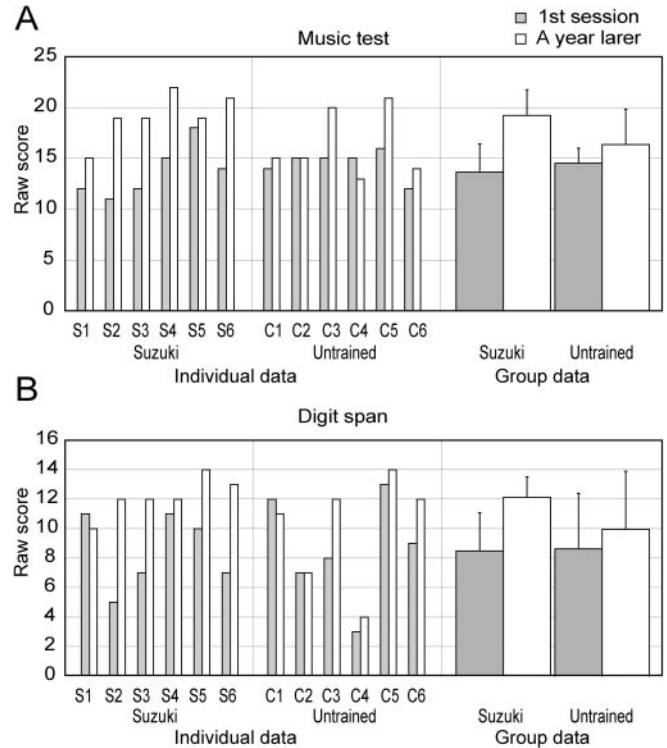 A
Music test
1st session
A year larer
Raw score
25
20
15
10
5
0
S1 S2 S3 S4 S5 S6 C1 C2 C3 C4 C5 C6
Suzuki Untrained Suzuki Untrained
Individual data Group data
B
Digit span
Raw score
16
14
12
10
8
6
4
2
0
S1 S2 S3 S4 S5 S6 C1 C2 C3 C4 C5 C6
Suzuki Untrained Suzuki Untrained
Individual data Group data